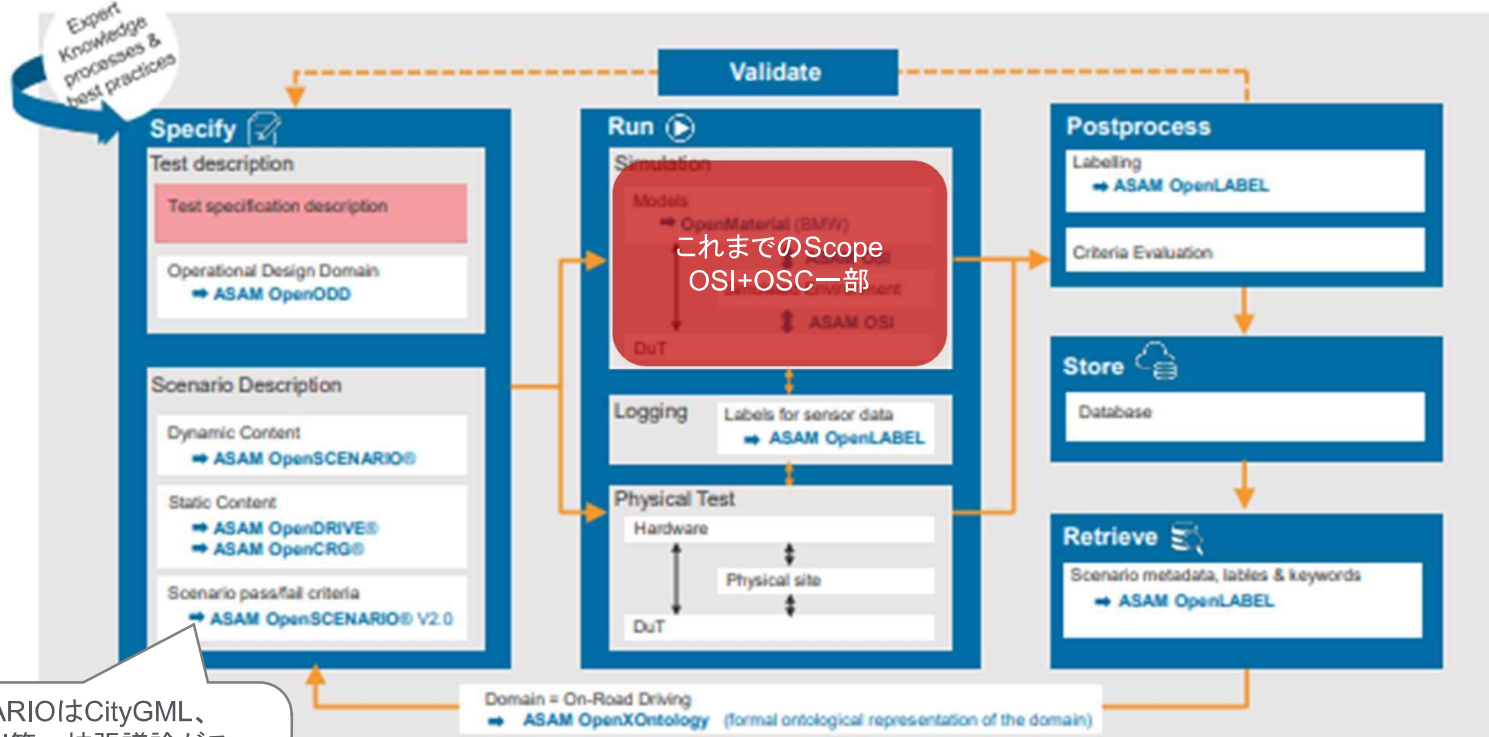 Expert
Knowledge
processes &
best practices
Validate
Specify
Test description
Test specification description
Operational Design Domain
➡ ASAM OpenODD
Scenario Description
Dynamic Content
➡ ASAM OpenSCENARIO®
Static Content
➡ ASAM OpenDRIVE®
➡ ASAM OpenCRG®
Scenario pass/fail criteria
➡ ASAM OpenSCENARIO® V2.0
ARIOはCityGML、
Run
Simulation
Models
➡ OpenMaterial (BMW)
ASAM OSI
これまでのScope
OSI+OSC一部
Environment
ASAM OSI
DuT
Logging
Labels for sensor data
➡ ASAM OpenLABEL
Physical Test
Hardware
Physical site
DuT
Postprocess
Labelling
➡ ASAM OpenLABEL
Criteria Evaluation
Store
Database
Retrieve
Scenario metadata, lables & keywords
➡ ASAM OpenLABEL
Domain = On-Road Driving
➡ ASAM OpenXOntology (formal ontological representation of the domain)